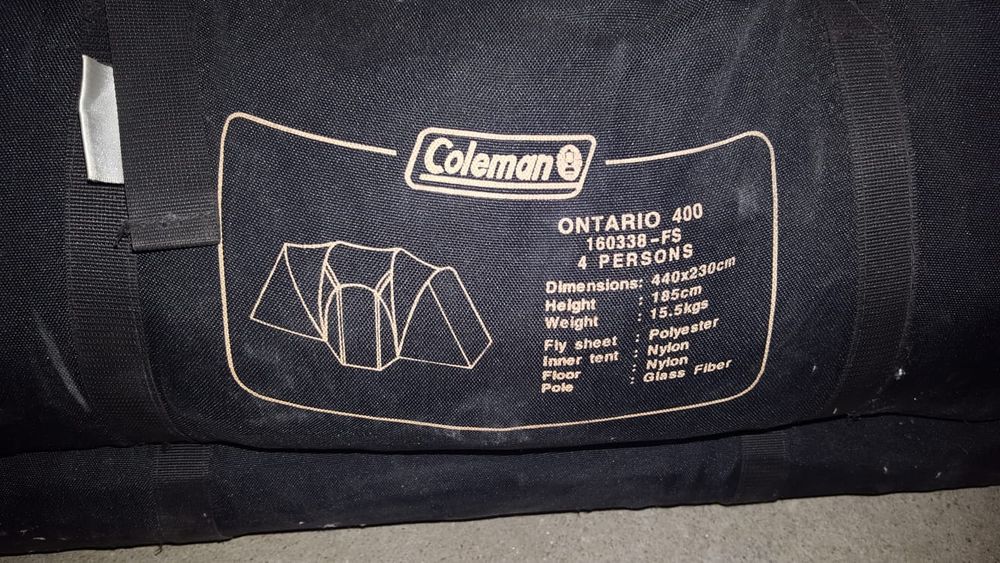 Coleman
ONTARIO 400
160338-FS
4 PERSONS
Dimensions: 440x230cm
Height : 185cm
Weight : 15.5kgs
Fly sheet : Polyester
Inner tent : Nylon
Floor : Nylon
Pole : Glass Fiber